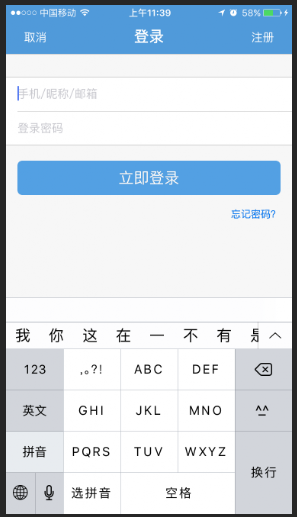 中国移动 上午11:39 58%
取消 登录 注册
手机/昵称/邮箱
登录密码
立即登录
忘记密码?
我 你 这 在 一 不 有 是
123 ,。?! ABC DEF
英文 GHI JKL MNO ^^
拼音 PQRS TUV WXYZ
换行
选拼音 空格